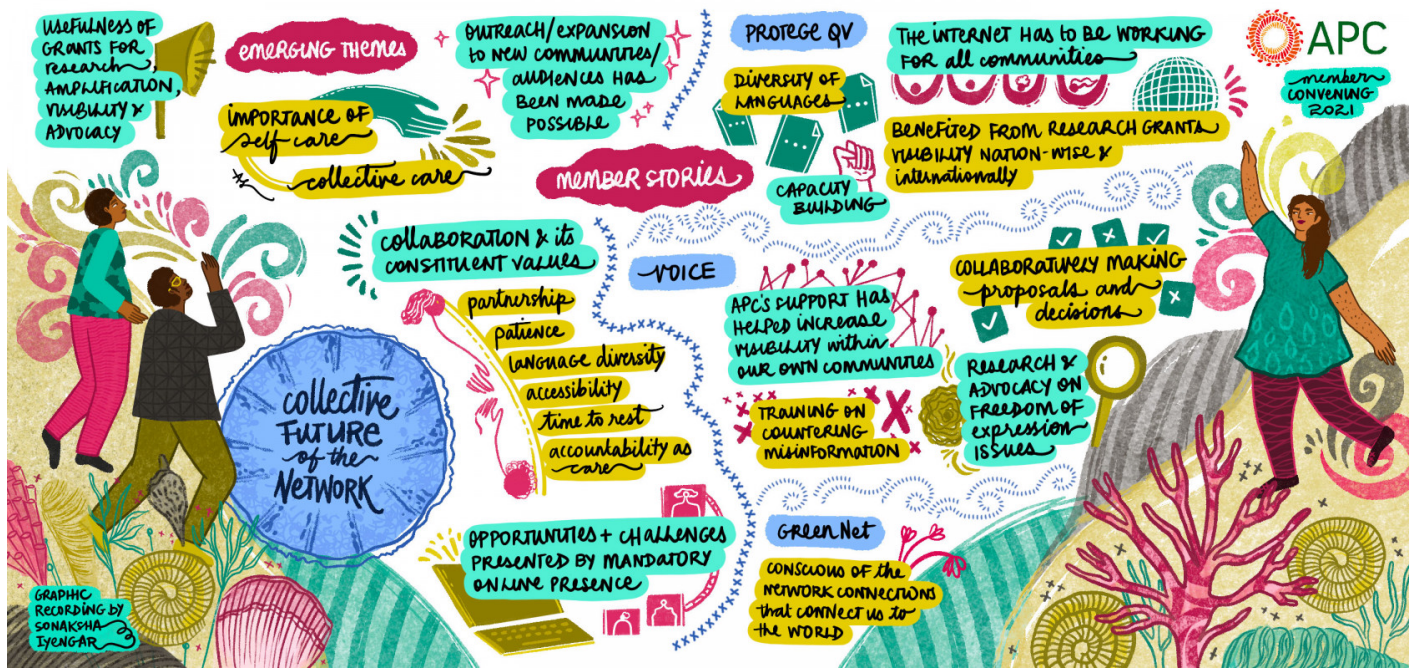 USEFULNESS OF
GRANTS FOR
research,
AMPLIFICATION,
VISIBILITY &
ADVOCACY
EMERGING THEMES
IMPORTANCE OF
self care
collective care
OUTREACH/EXPANSION
TO NEW COMMUNITIES/
AUDIENCES HAS
BEEN MADE
POSSIBLE
collaboration & its
CONSTITUENT VALUES
partnership
patience
language diversity
accessibility
time to rest
accountability as
care
collective
FUTURE
of the
NETWORK
OPPORTUNITIES + CHALLENGES
PRESENTED BY MANDATORY
ONLINE PRESENCE
GRAPHIC
RECORDING BY
SONAKSHA
IYENGAR
MEMBER STORIES
PROTEGE QV
DIVERSITY OF
LANGUAGES
CAPACITY
BUILDING
THE INTERNET HAS TO BE WORKING
FOR all communities
BENEFITED FROM RESEARCH GRANTS
VISIBILITY NATION-WISE &
internationally
VOICE
APC'S SUPPORT HAS
HELPED INCREASE
VISIBILITY within
OUR OWN COMMUNITIES
COLLABORATIVELY MAKING
proposals and
decisions
TRAINING ON
COUNTERING
misinformation
RESEARCH &
ADVOCACY ON
FREEDOM OF
expression
ISSUES
GREENNET
CONSCIOUS OF THE
NETWORK CONNECTIONS
that connect us to
the WORLD
APC
member
CONVENING
2021